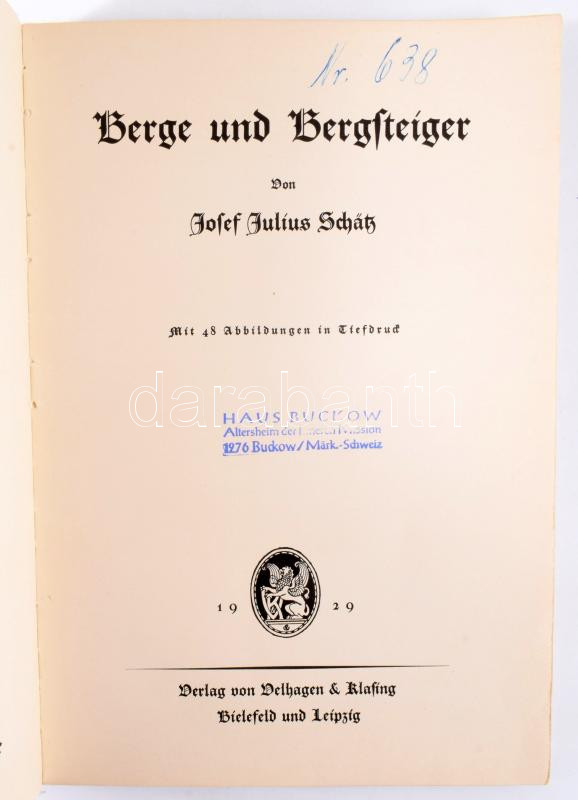 Nr. 638
Berge und Bergsteiger
Von
Josef Julius Schätz
Mit 48 Abbildungen in Tiefdruck
darabanth
HAUS BUCKOW
Altersheim der Inneren Mission
1276 Buckow/Märk.-Schweiz
19 29
Verlag von Velhagen & Klasing
Bielefeld und Leipzig